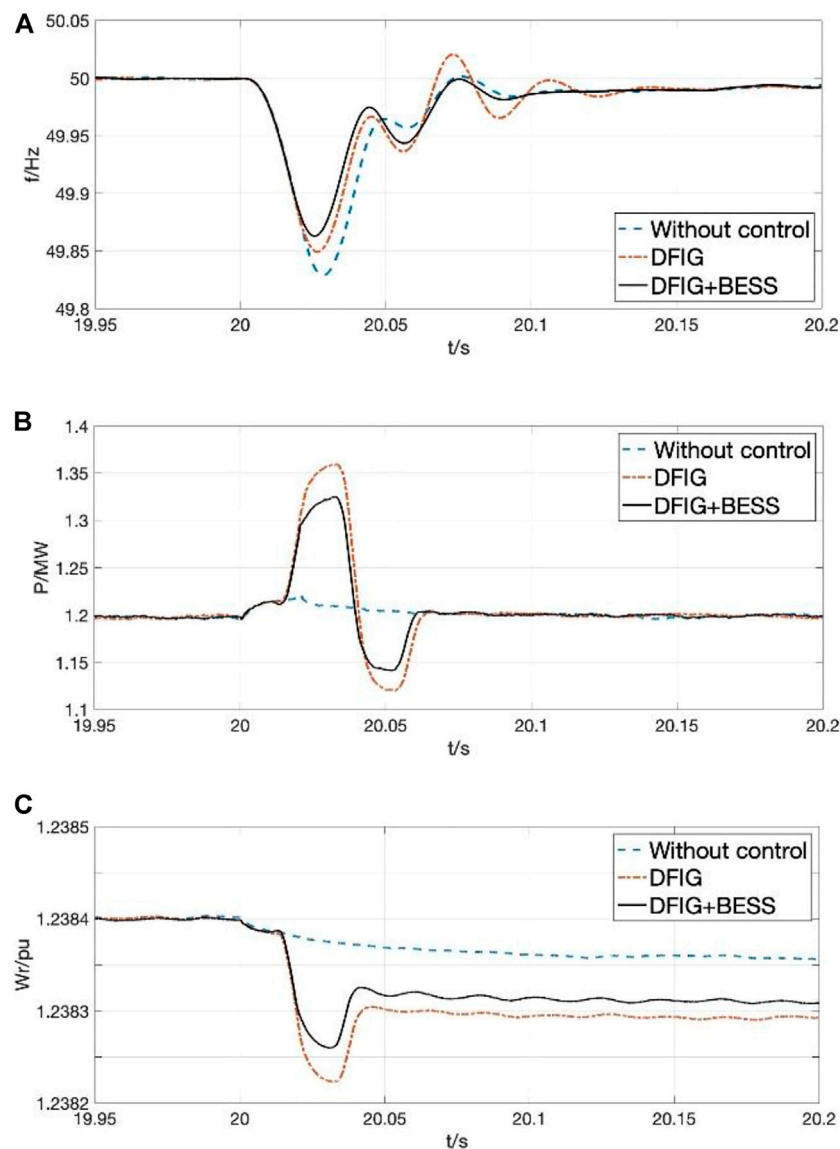 A
50.05
50
49.95
49.9
49.85
49.8
f/Hz
Without control
DFIG
DFIG+BESS
19.95 20 20.05 20.1 20.15 20.2
t/s
B
1.4
1.35
1.3
1.25
1.2
1.15
1.1
P/MW
Without control
DFIG
DFIG+BESS
19.95 20 20.05 20.1 20.15 20.2
t/s
C
1.2385
1.2384
1.2383
1.2382
Wr/pu
Without control
DFIG
DFIG+BESS
19.95 20 20.05 20.1 20.15 20.2
t/s